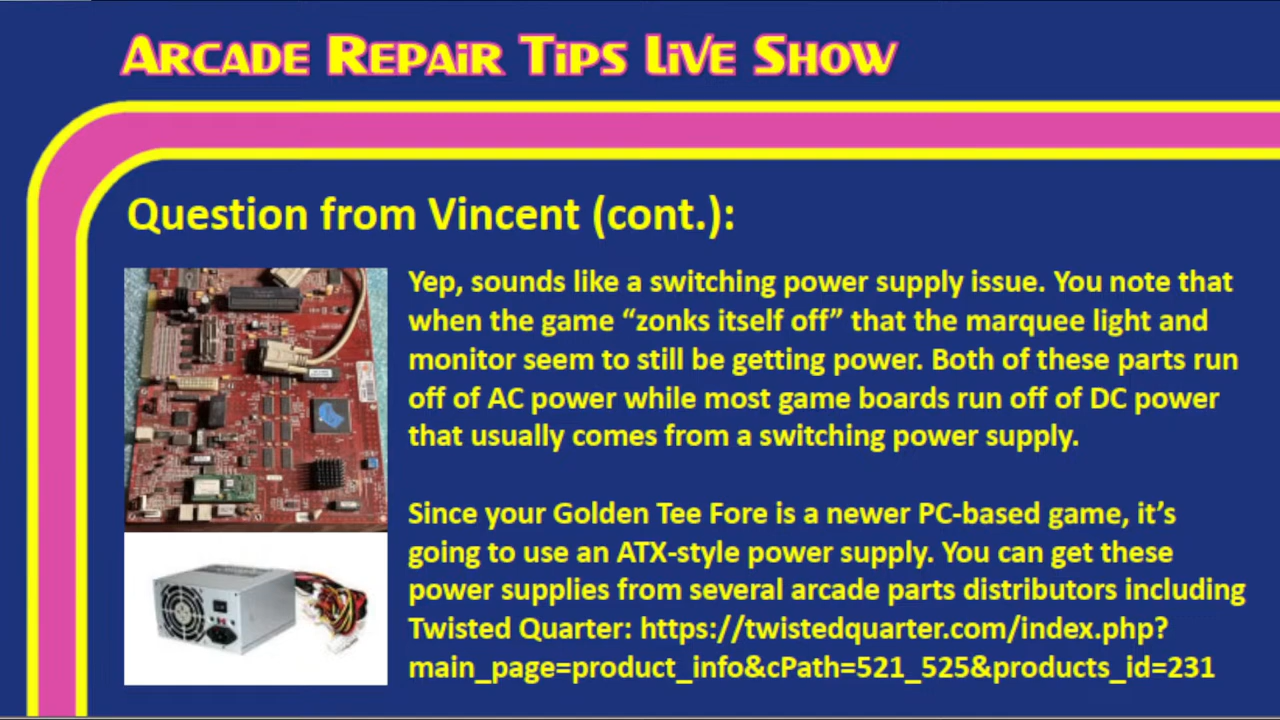 ARCADE REPAIR TIPS LIVE SHOW
Question from Vincent (cont.):
Yep, sounds like a switching power supply issue. You note that
when the game “zonks itself off” that the marquee light and
monitor seem to still be getting power. Both of these parts run
off of AC power while most game boards run off of DC power
that usually comes from a switching power supply.
Since your Golden Tee Fore is a newer PC-based game, it’s
going to use an ATX-style power supply. You can get these
power supplies from several arcade parts distributors including
Twisted Quarter: https://twistedquarter.com/index.php?
main_page=product_info&cPath=521_525&products_id=231